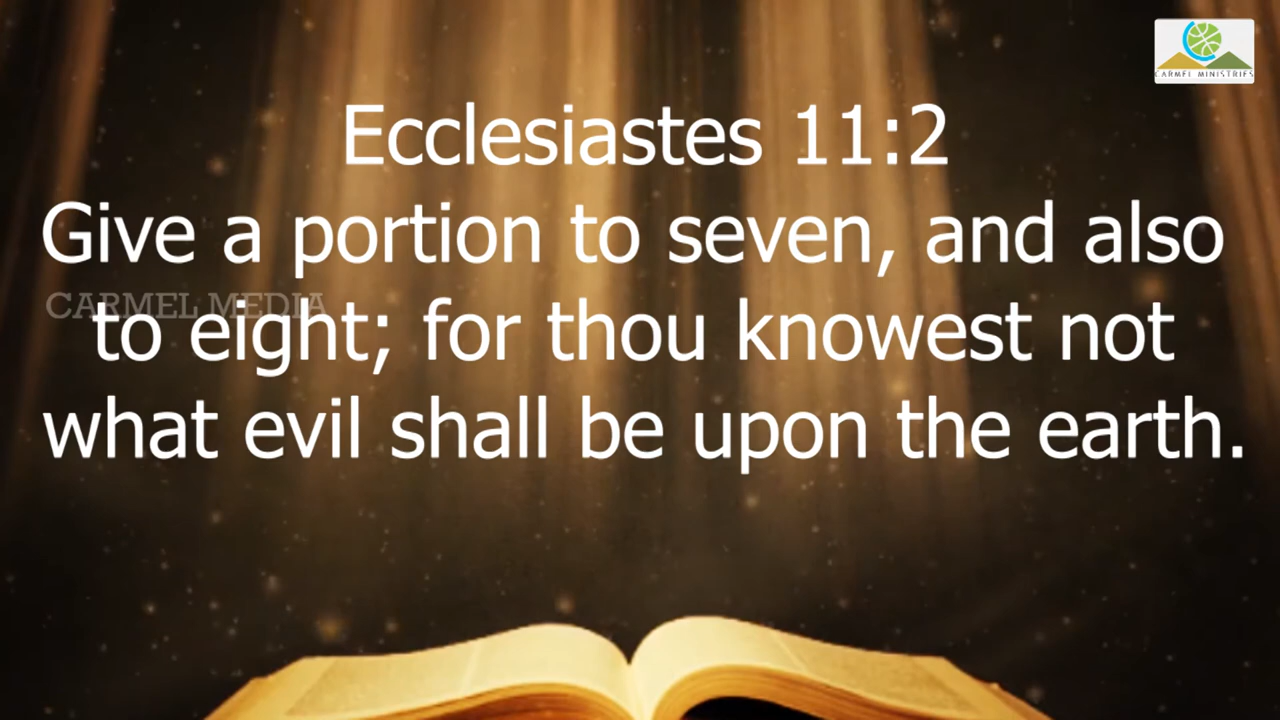 CARMEL MINISTRIES
Ecclesiastes 11:2
Give a portion to seven, and also
CARMEL MEDIA
to eight; for thou knowest not
what evil shall be upon the earth.